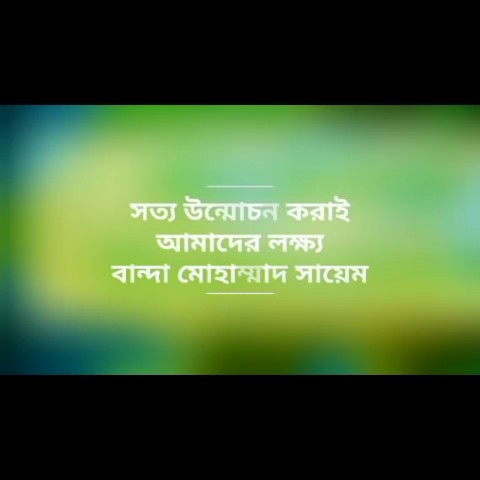 সত্য উন্মোচন করাই
আমাদের লক্ষ্য
বান্দা মোহাম্মাদ সায়েম